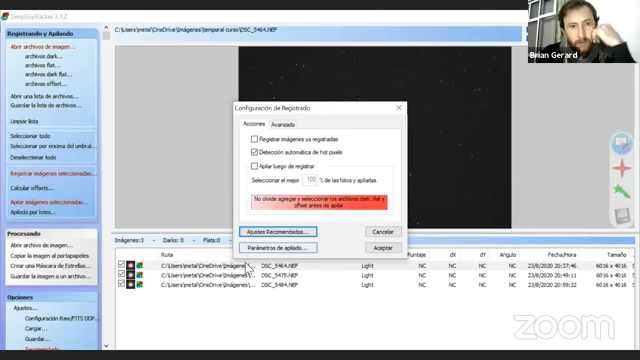 DeepSkyStacker 3.3.2
C:\Users\metal\OneDrive\Imágenes\temporal curso\DSC_5464.NEF
Registrando y Apilando
Abrir archivos de imagen...
archivos dark...
archivos flat...
archivos dark flat...
archivos offset...
Abrir una lista de archivos...
Guardar la lista de archivos...
Limpiar lista
Seleccionar todo
Seleccionar por encima del umbral...
Deseleccionar todo
Registrar imágenes seleccionadas...
Calcular offsets...
Apilar imágenes seleccionadas...
Apilado por lotes...
Procesando
Abrir archivo de imagen...
Copiar la imagen al portapapeles
Crear una Máscara de Estrellas...
Guardar la imagen a un archivo...
Opciones
Ajustes...
Configuración Raw/FITS DDP...
Cargar...
Guardar...
Recomendado
Brian Gerard
Configuración de Registrado
Acciones
Avanzado
Registrar imágenes ya registradas
Detección automática de hot pixels
Apilar luego de registrar
Seleccionar el mejor 100 % de las fotos y apilarlas.
No olvide agregar y seleccionar los archivos dark, flat y
offset antes de apilar
Ajustes Recomendados...
Cancelar
Parámetros de apilado...
Aceptar
Imágenes: 3 - Darks: 0 - Flats: 0 -
Ruta
Puntaje
dX
dY
Ángulo
Fecha/Hora
Tamaño
C:\Users\metal\OneDrive\Imágenes\... DSC_5464.NEF Light NC NC NC NC 23/8/2020 20:37:46 6016 x 4016
C:\Users\metal\OneDrive\Imágenes\... DSC_5475.NEF Light NC NC NC NC 23/8/2020 20:49:11 6016 x 4016
C:\Users\metal\OneDrive\Imágenes\... DSC_5484.NEF Light NC NC NC NC 23/8/2020 20:59:32 6016 x 4016
zoom